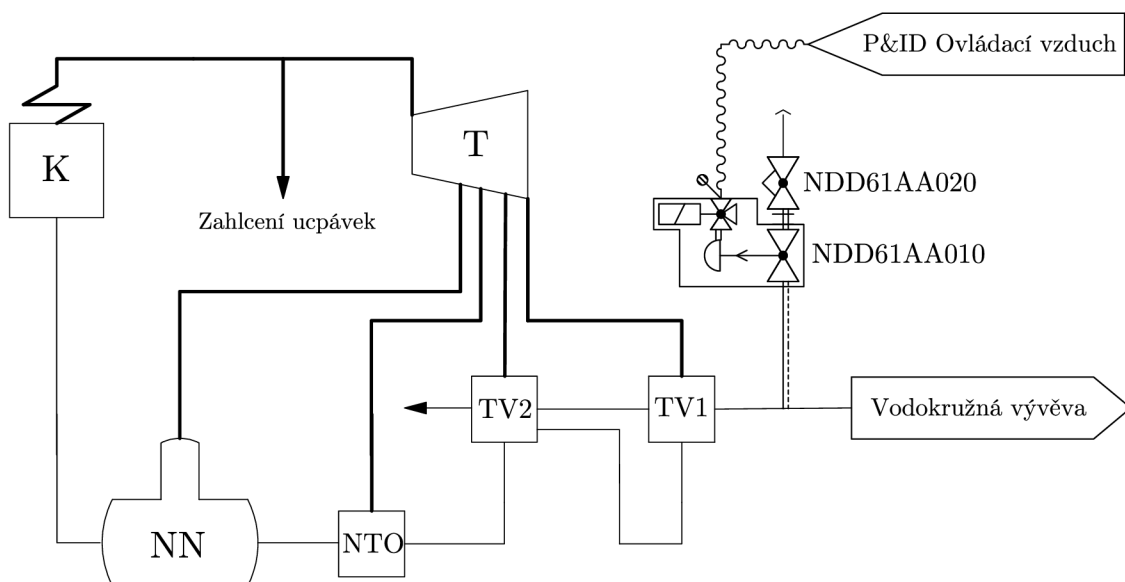 P&ID Ovládací vzduch
K
T
NDD61AA020
Zahlcení ucpávek
NDD61AA010
TV2
TV1
Vodokružná vývěva
NN
NTO